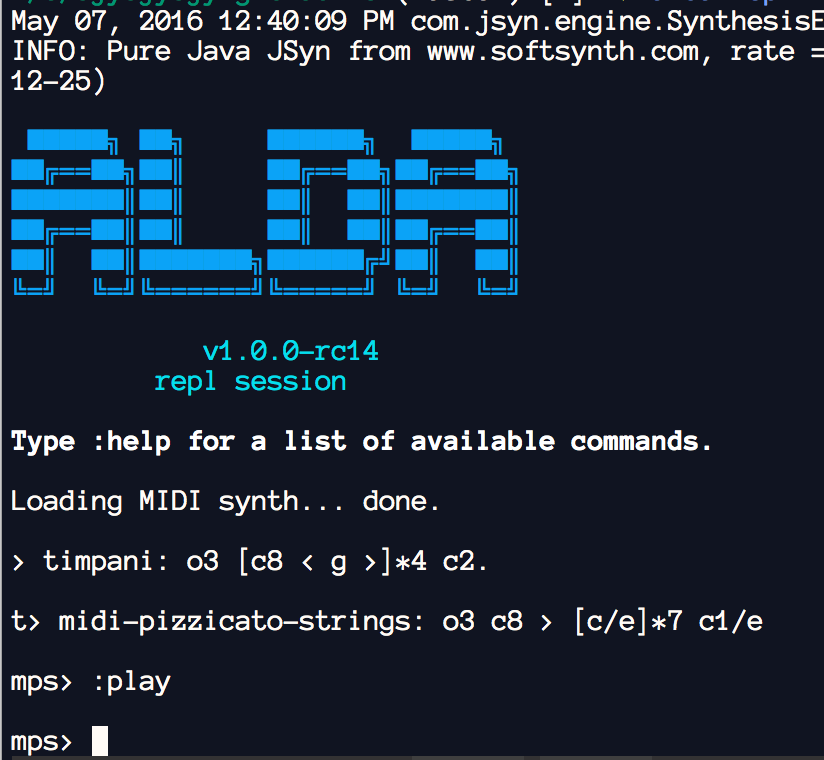 May 07, 2016 12:40:09 PM com.jsyn.engine.SynthesisE
INFO: Pure Java JSyn from www.softsynth.com, rate =
12-25)
ALDA
v1.0.0-rc14
repl session
Type :help for a list of available commands.
Loading MIDI synth... done.
> timpani: o3 [c8 < g >]*4 c2.
t> midi-pizzicato-strings: o3 c8 > [c/e]*7 c1/e
mps> :play
mps>